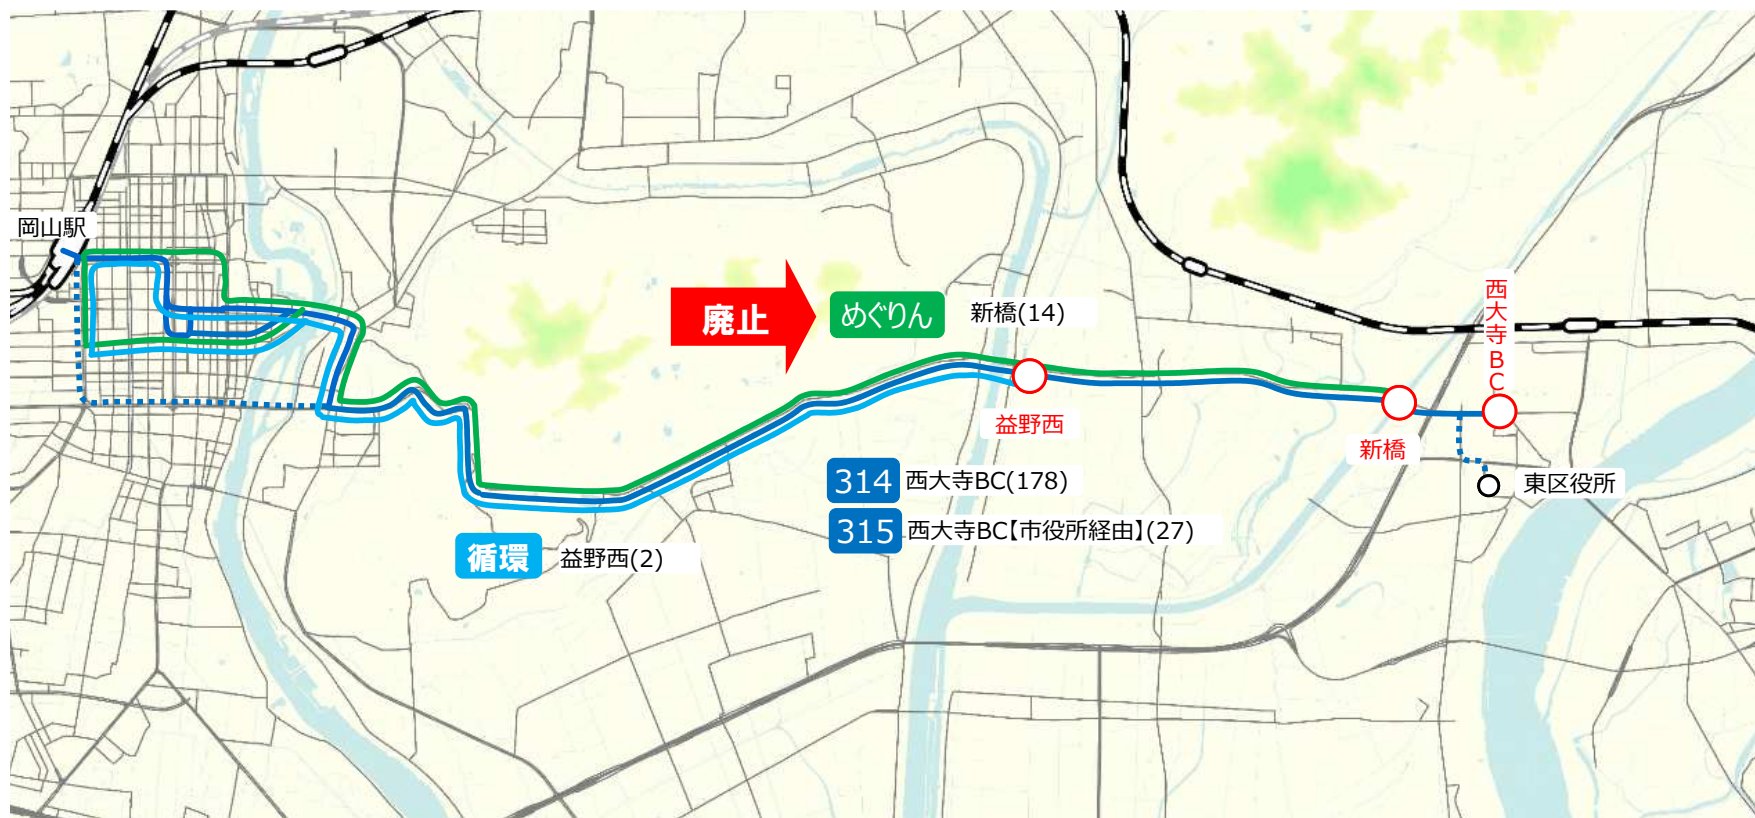 岡山駅
廃止
めぐりん
新橋(14)
西大寺BC
益野西
新橋
314
西大寺BC(178)
東区役所
315
西大寺BC【市役所経由】(27)
循環
益野西(2)